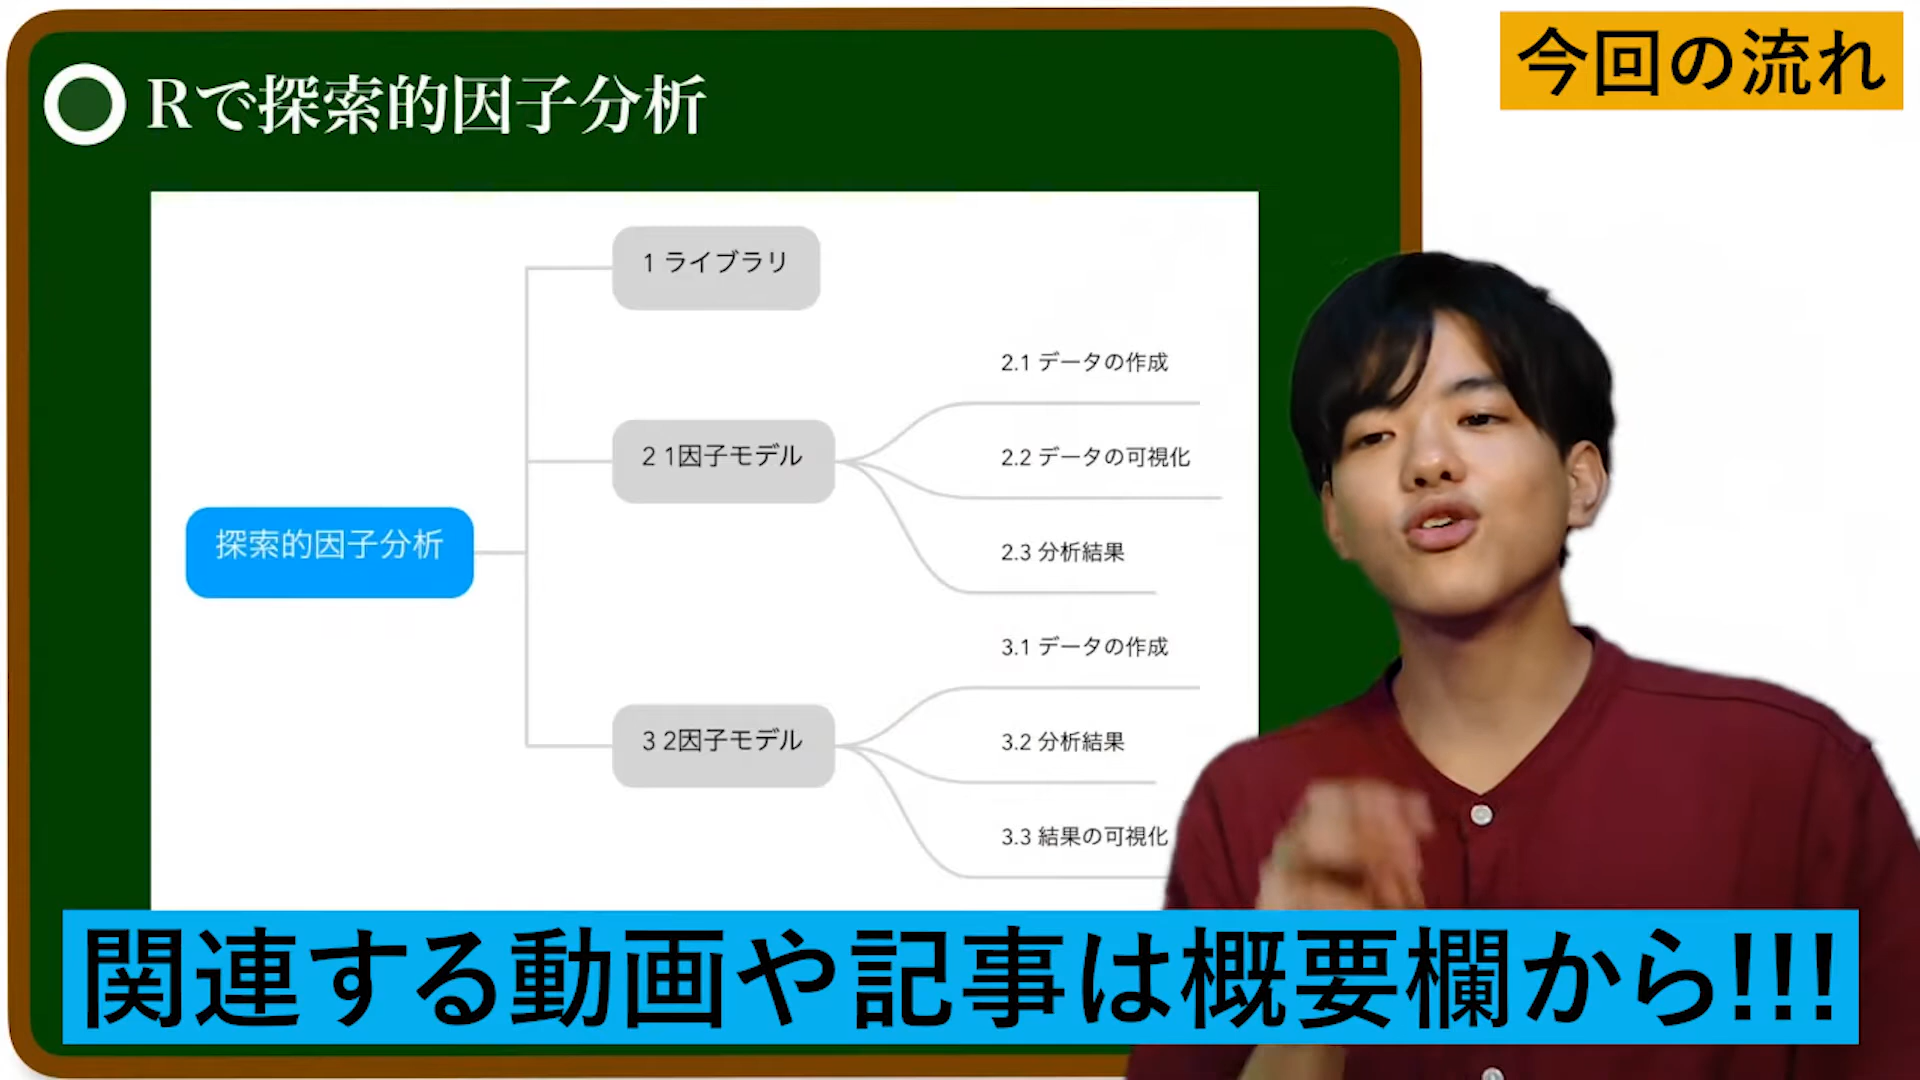 今回の流れ
Rで探索的因子分析
探索的因子分析
1 ライブラリ
2 1因子モデル
2.1 データの作成
2.2 データの可視化
2.3 分析結果
3 2因子モデル
3.1 データの作成
3.2 分析結果
3.3 結果の可視化
関連する動画や記事は概要欄から!!!